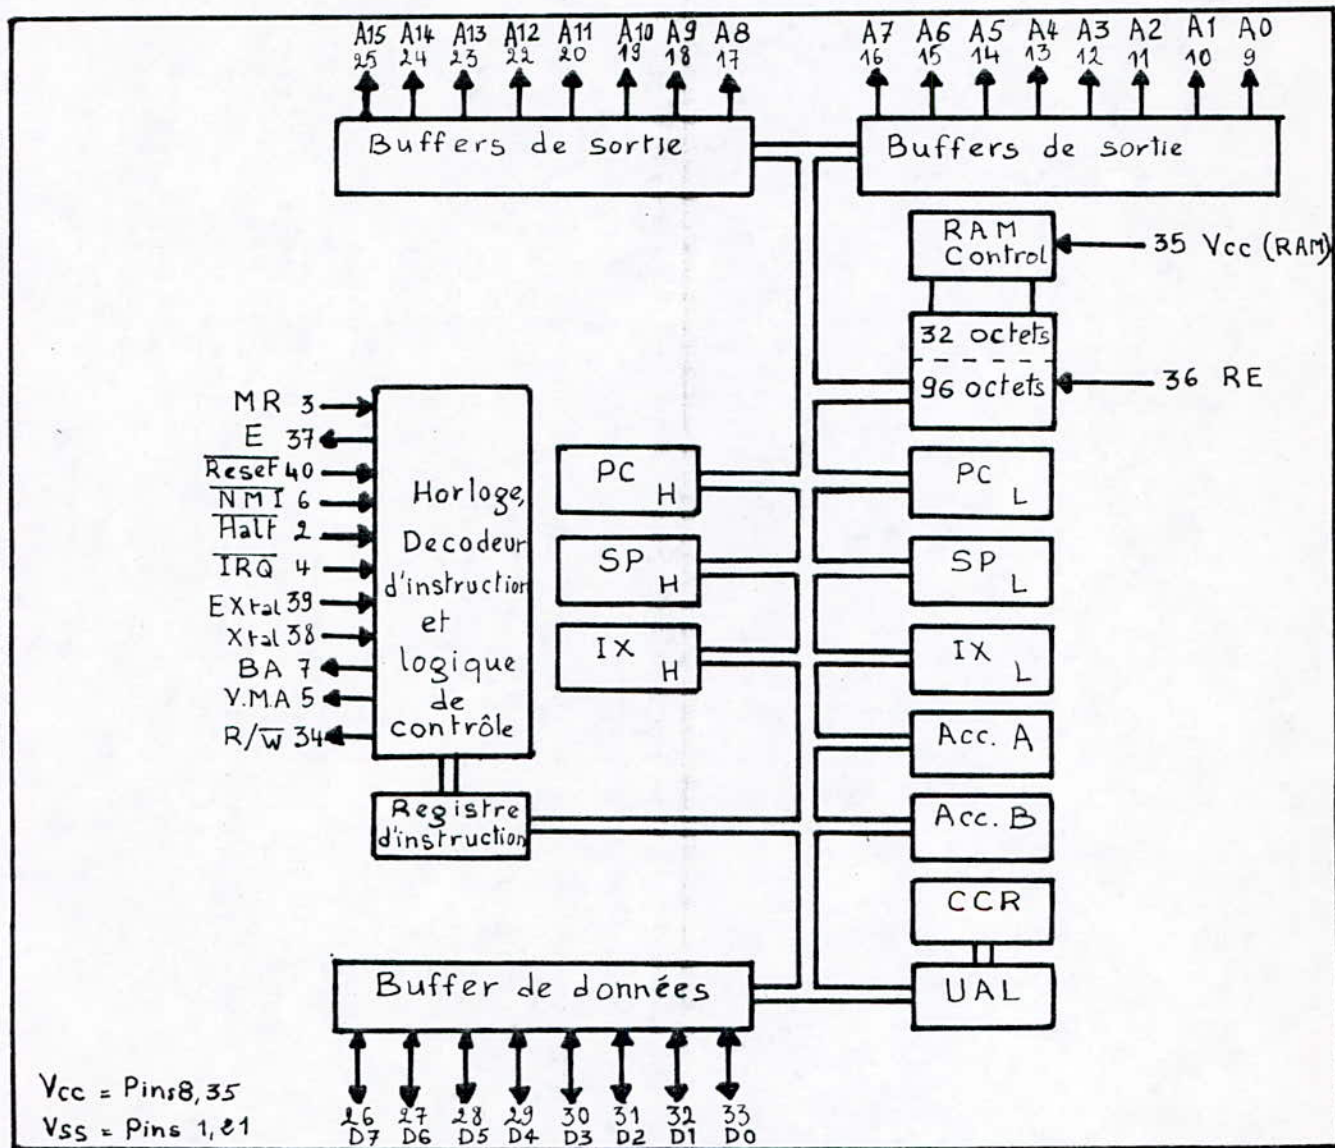 A15 A14 A13 A12 A11 A10 A9 A8 A7 A6 A5 A4 A3 A2 A1 A0
25 24 23 22 20 19 18 17 16 15 14 13 12 11 10 9
Buffers de sortie
Buffers de sortie
RAM
Control
35 Vcc (RAM)
32 octets
96 octets
36 RE
MR 3
E 37
Reset 40
NMI 6
Halt 2
IRQ 4
EXtal 39
Xtal 38
BA 7
V.MA 5
R/W 34
Horloge,
Decodeur
d'instruction
et
logique
de
contrôle
PC H
PC L
SP H
SP L
IX H
IX L
Acc. A
Registre
d'instruction
Acc. B
CCR
Buffer de données
UAL
26 27 28 29 30 31 32 33
D7 D6 D5 D4 D3 D2 D1 D0
Vcc = Pins 8, 35
Vss = Pins 1, 21